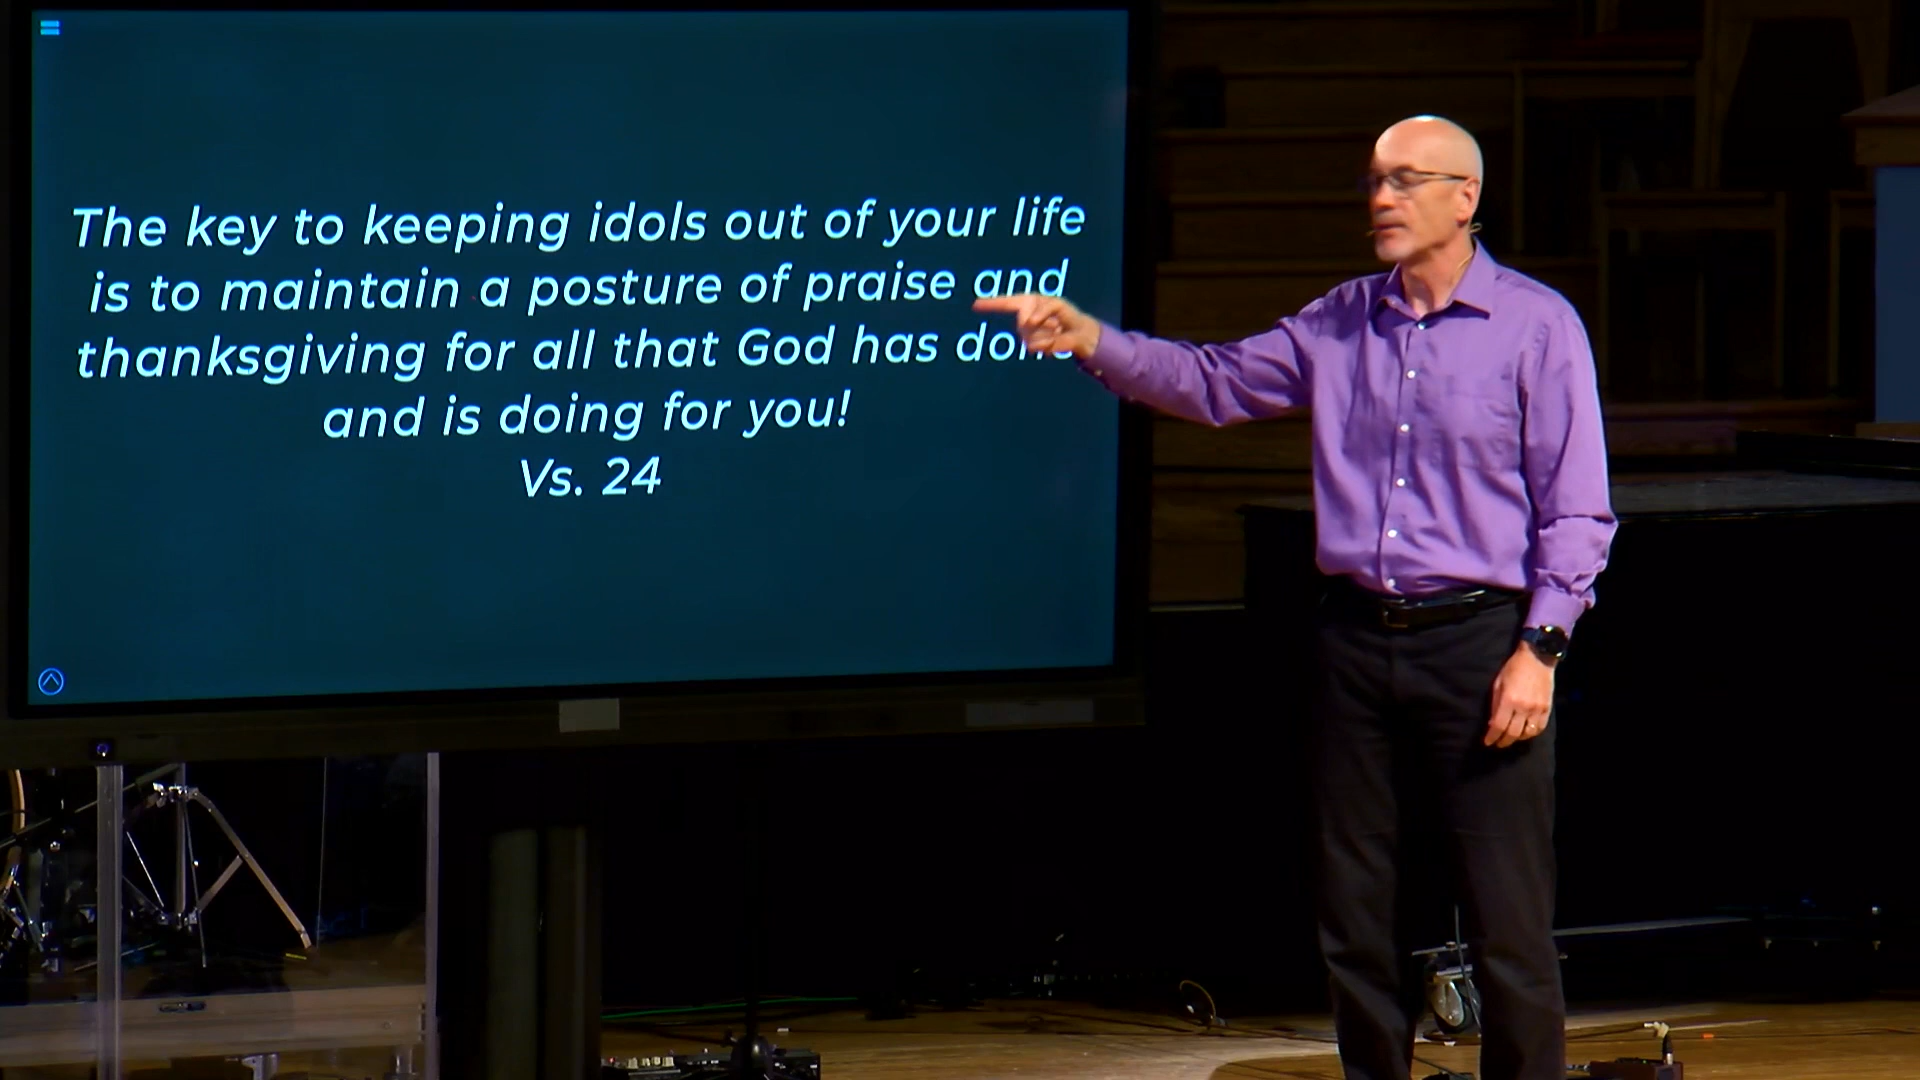 The key to keeping idols out of your life
is to maintain a posture of praise and
thanksgiving for all that God has done
and is doing for you!
Vs. 24